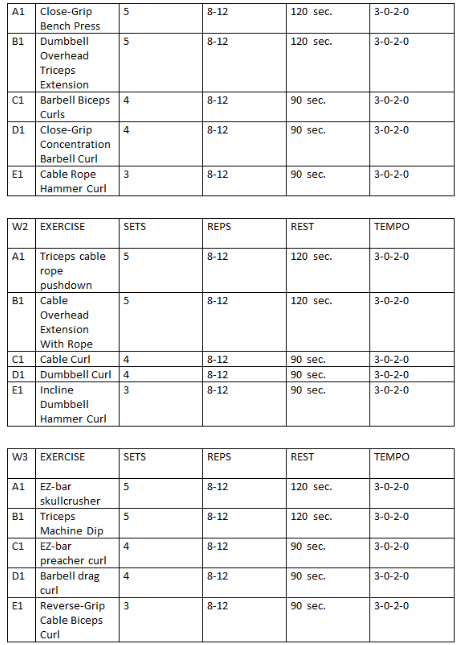 A1 Close-Grip 5 8-12 120 sec. 3-0-2-0
Bench Press
B1 Dumbbell 5 8-12 120 sec. 3-0-2-0
Overhead
Triceps
Extension
C1 Barbell Biceps 4 8-12 90 sec. 3-0-2-0
Curls
D1 Close-Grip 4 8-12 90 sec. 3-0-2-0
Concentration
Barbell Curl
E1 Cable Rope 3 8-12 90 sec. 3-0-2-0
Hammer Curl
W2 EXERCISE SETS REPS REST TEMPO
A1 Triceps cable 5 8-12 120 sec. 3-0-2-0
rope
pushdown
B1 Cable 5 8-12 120 sec. 3-0-2-0
Overhead
Extension
With Rope
C1 Cable Curl 4 8-12 90 sec. 3-0-2-0
D1 Dumbbell Curl 4 8-12 90 sec. 3-0-2-0
E1 Incline 3 8-12 90 sec. 3-0-2-0
Dumbbell
Hammer Curl
W3 EXERCISE SETS REPS REST TEMPO
A1 EZ-bar 5 8-12 120 sec. 3-0-2-0
skullcrusher
B1 Triceps 5 8-12 120 sec. 3-0-2-0
Machine Dip
C1 EZ-bar 4 8-12 90 sec. 3-0-2-0
preacher curl
D1 Barbell drag 4 8-12 90 sec. 3-0-2-0
curl
E1 Reverse-Grip 3 8-12 90 sec. 3-0-2-0
Cable Biceps
Curl